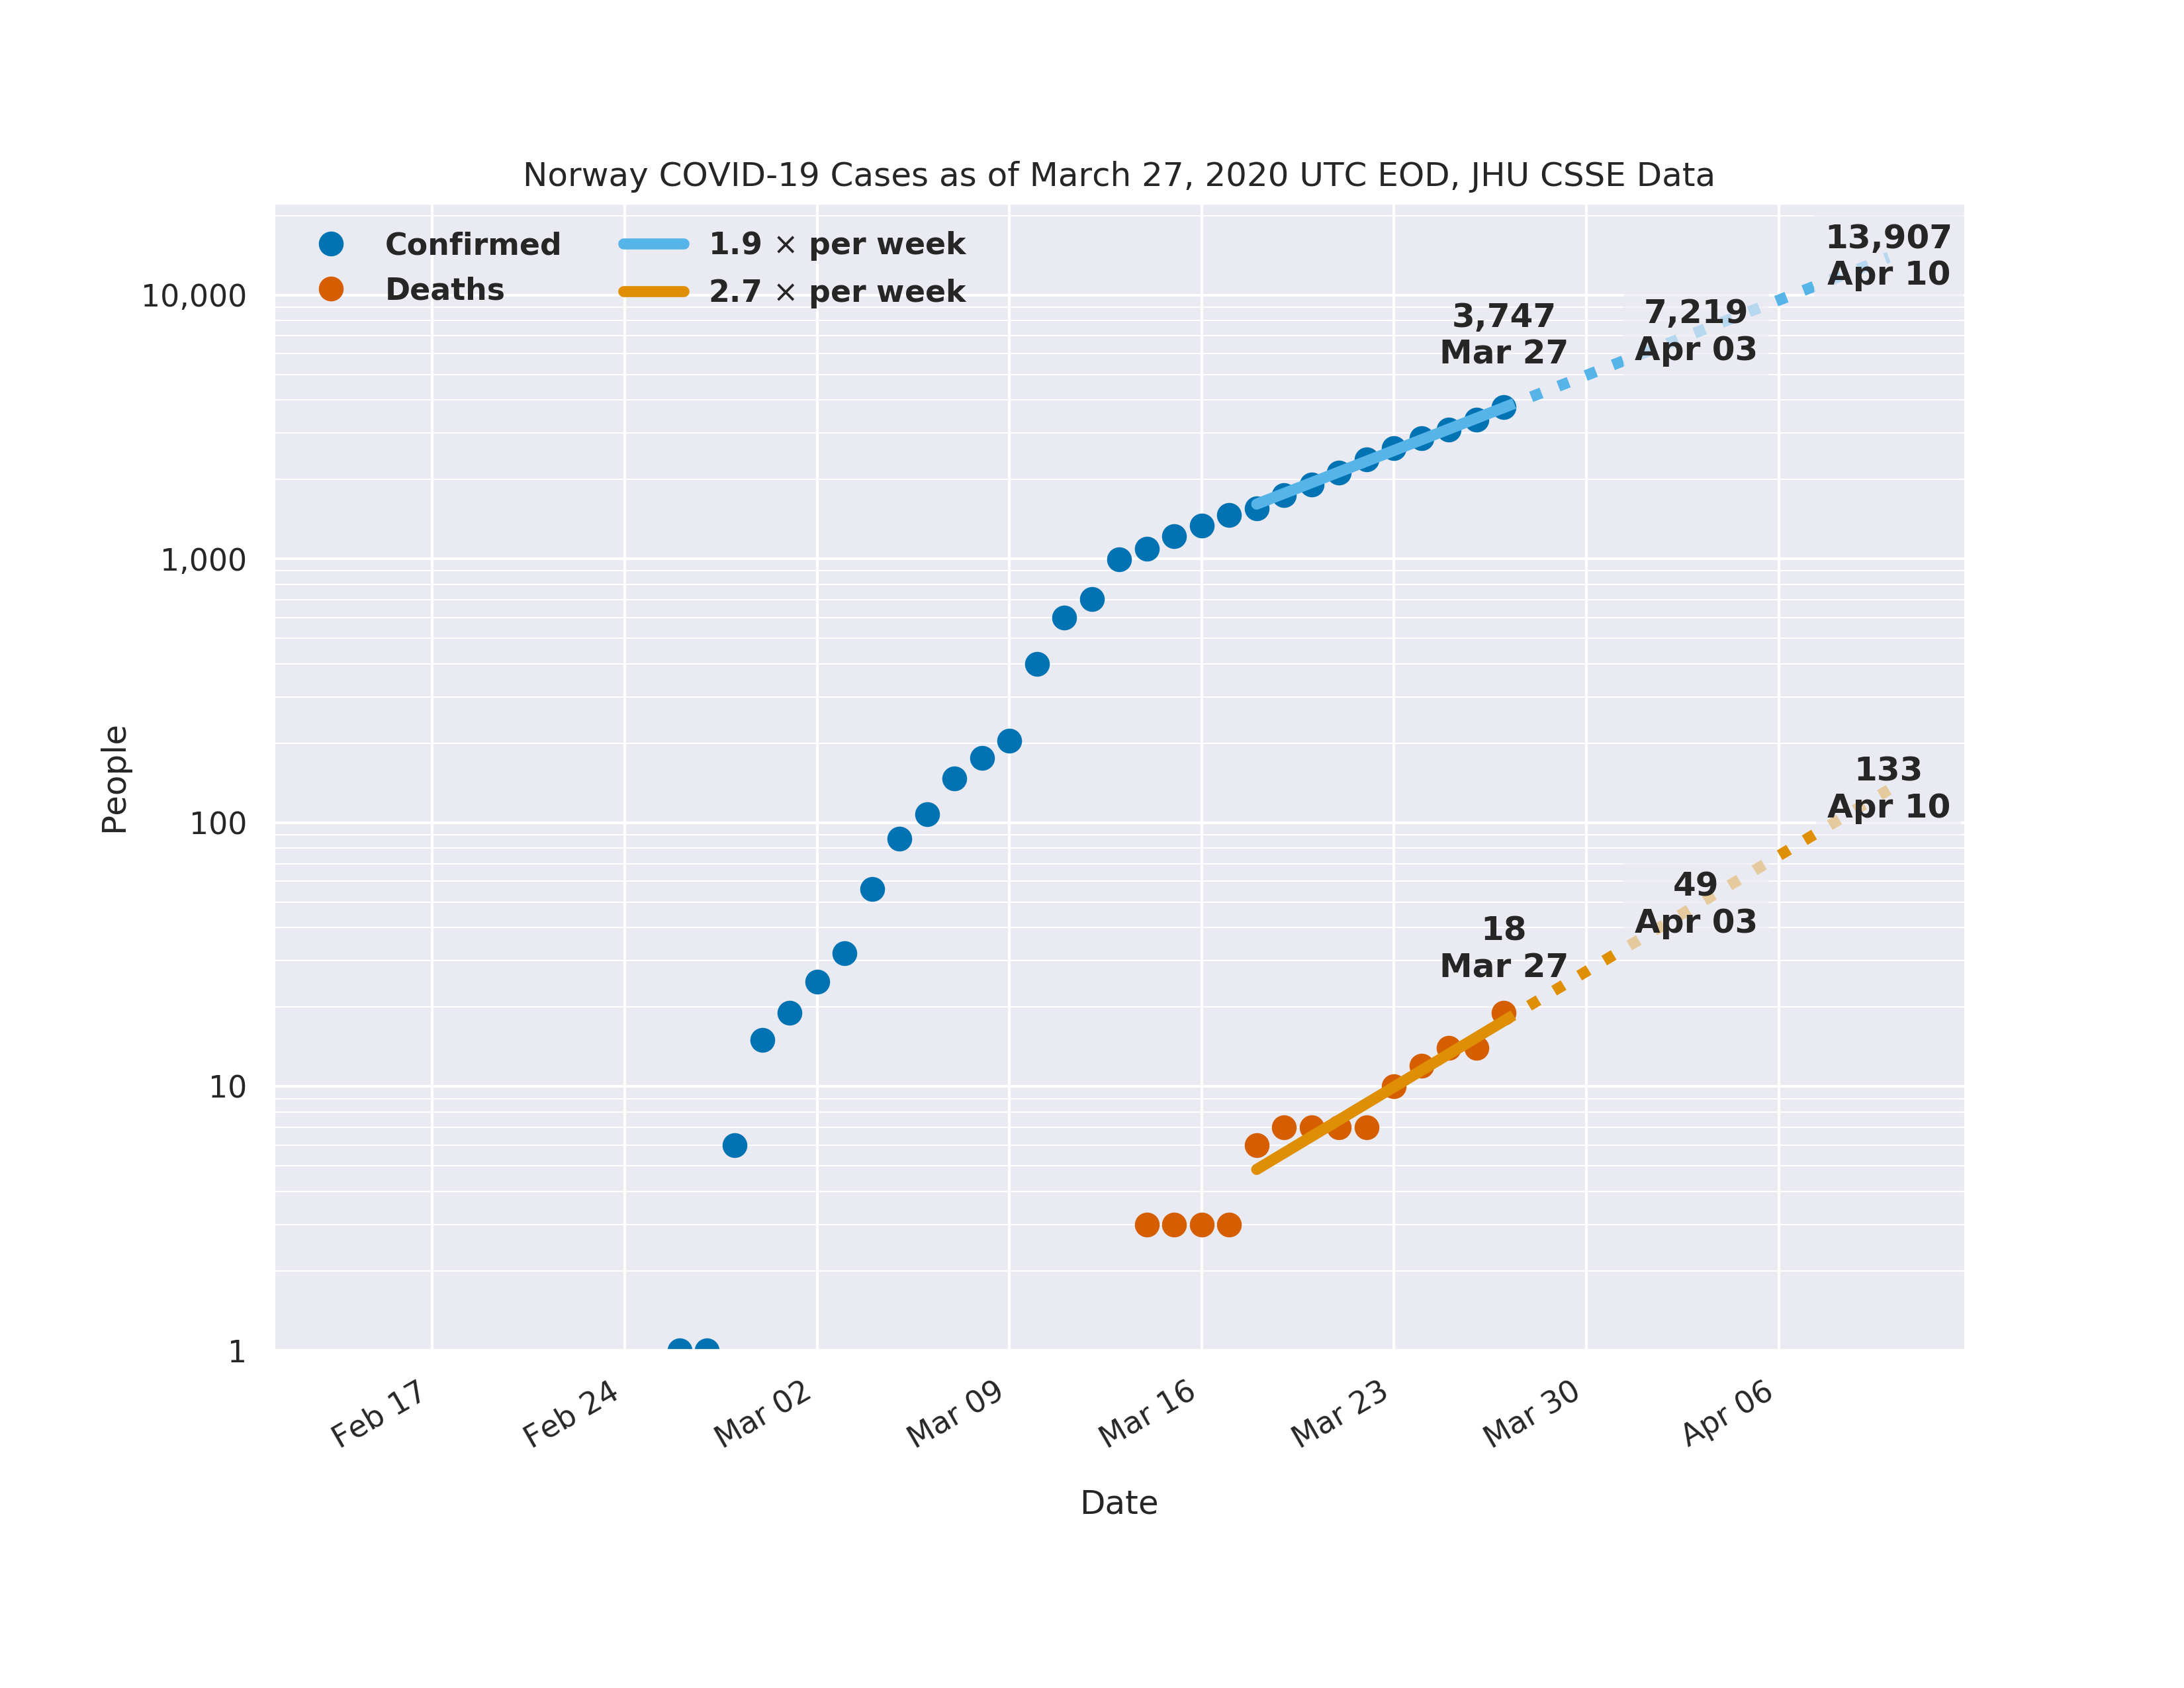 Norway COVID-19 Cases as of March 27, 2020 UTC EOD, JHU CSSE Data
Confirmed
Deaths
1.9 × per week
2.7 × per week
13,907
Apr 10
7,219
Apr 03
3,747
Mar 27
133
Apr 10
49
Apr 03
18
Mar 27
People
10,000
1,000
100
10
1
Feb 17
Feb 24
Mar 02
Mar 09
Mar 16
Mar 23
Mar 30
Apr 06
Date